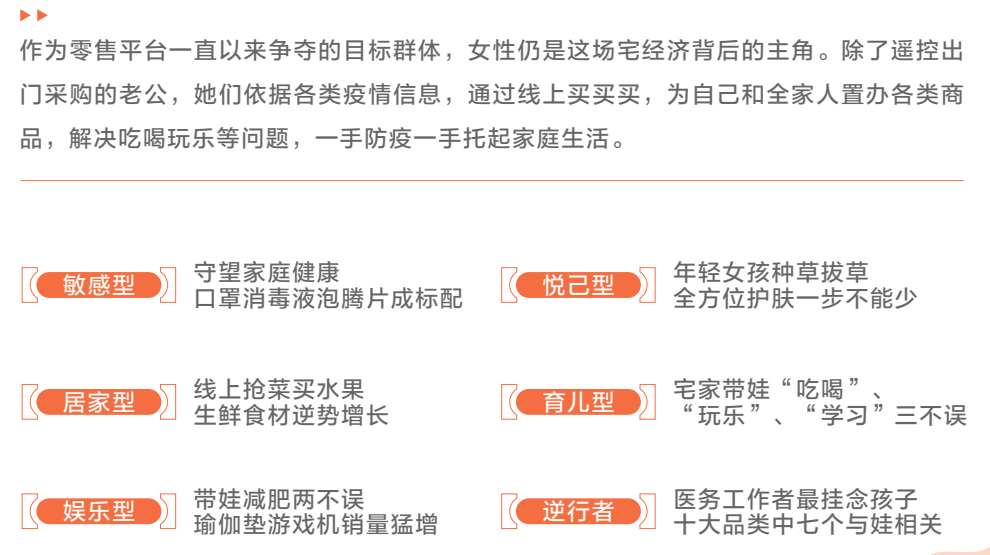 作为零售平台一直以来争夺的目标群体，女性仍是这场宅经济背后的主角。除了遥控出
门采购的老公，她们依据各类疫情信息，通过线上买买买，为自己和全家人置办各类商
品，解决吃喝玩乐等问题，一手防疫一手托起家庭生活。
敏感型
守望家庭健康
口罩消毒液泡腾片成标配
悦己型
年轻女孩种草拔草
全方位护肤一步不能少
居家型
线上抢菜买水果
生鲜食材逆势增长
育儿型
宅家带娃“吃喝”、
“玩乐”、“学习”三不误
娱乐型
带娃减肥两不误
瑜伽垫游戏机销量猛增
逆行者
医务工作者最挂念孩子
十大品类中七个与娃相关